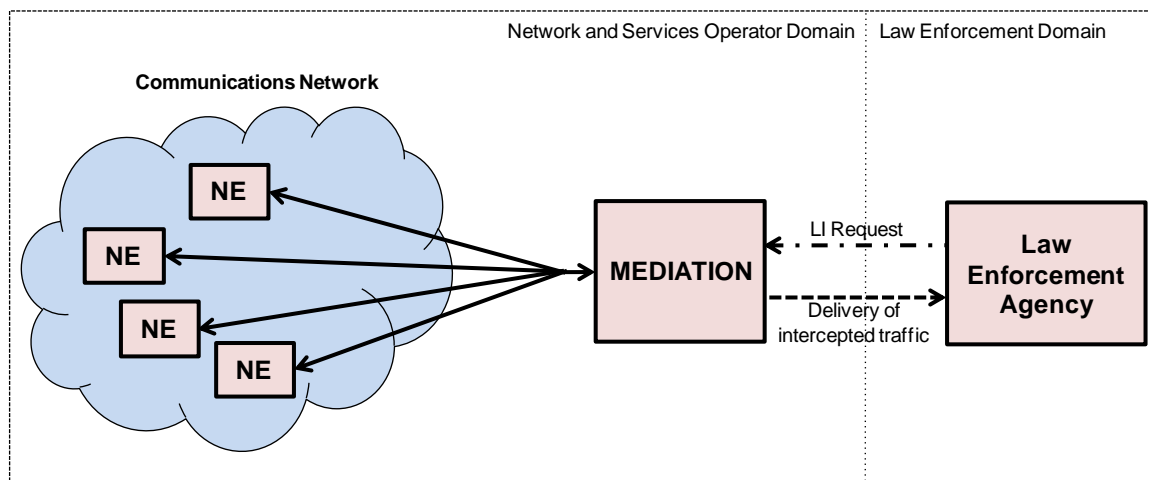 Network and Services Operator Domain
Law Enforcement Domain
Communications Network
NE
NE
NE
NE
MEDIATION
LI Request
Delivery of
intercepted traffic
Law
Enforcement
Agency